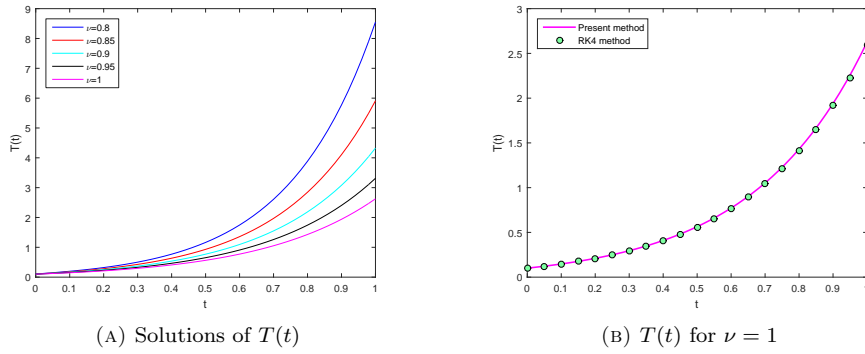 9
8
7
6
5
4
3
2
1
0
T(t)
ν=0.8
ν=0.85
ν=0.9
ν=0.95
ν=1
0 0.1 0.2 0.3 0.4 0.5 0.6 0.7 0.8 0.9 1
t
(A) Solutions of T(t)
3
2.5
2
1.5
1
0.5
0
T(t)
Present method
RK4 method
0 0.1 0.2 0.3 0.4 0.5 0.6 0.7 0.8 0.9 1
t
(B) T(t) for ν = 1